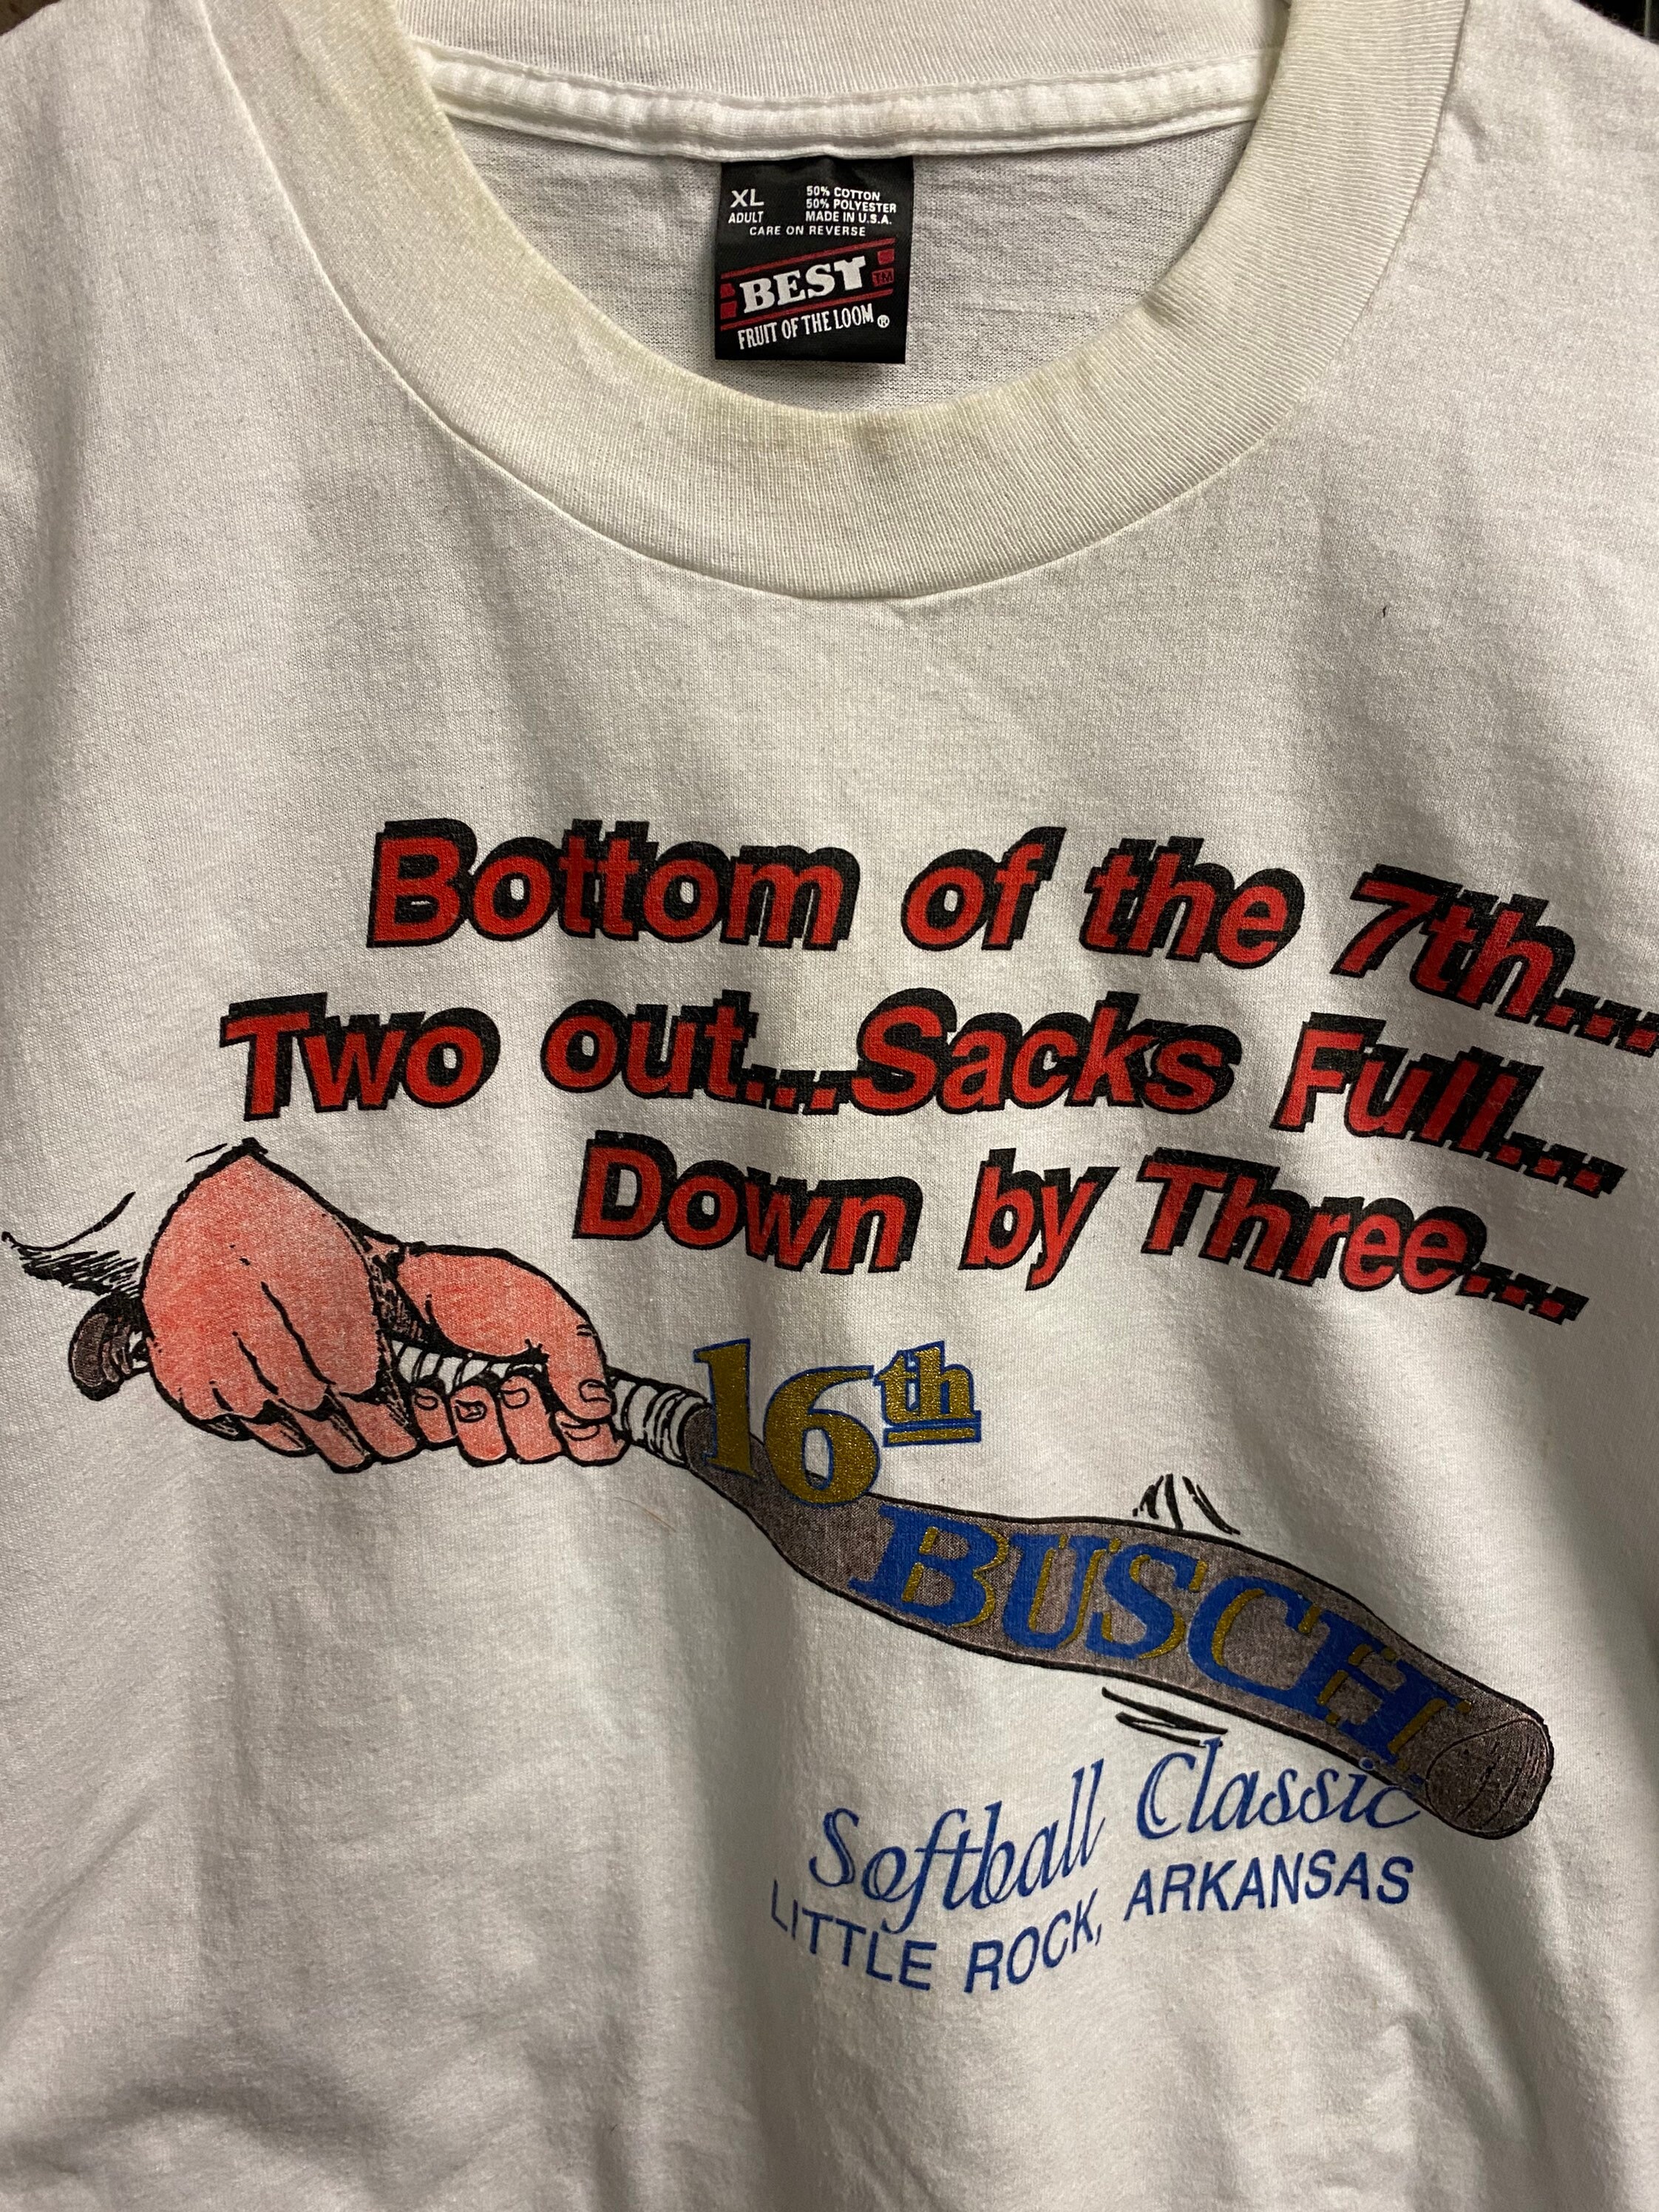 XL
ADULT
50% COTTON
50% POLYESTER
MADE IN U.S.A.
CARE ON REVERSE
BEST TM
FRUIT OF THE LOOM®
Bottom of the 7th...
Two out...Sacks Full...
Down by Three...
16th
BUSCH.
Softball Classic
LITTLE ROCK, ARKANSAS